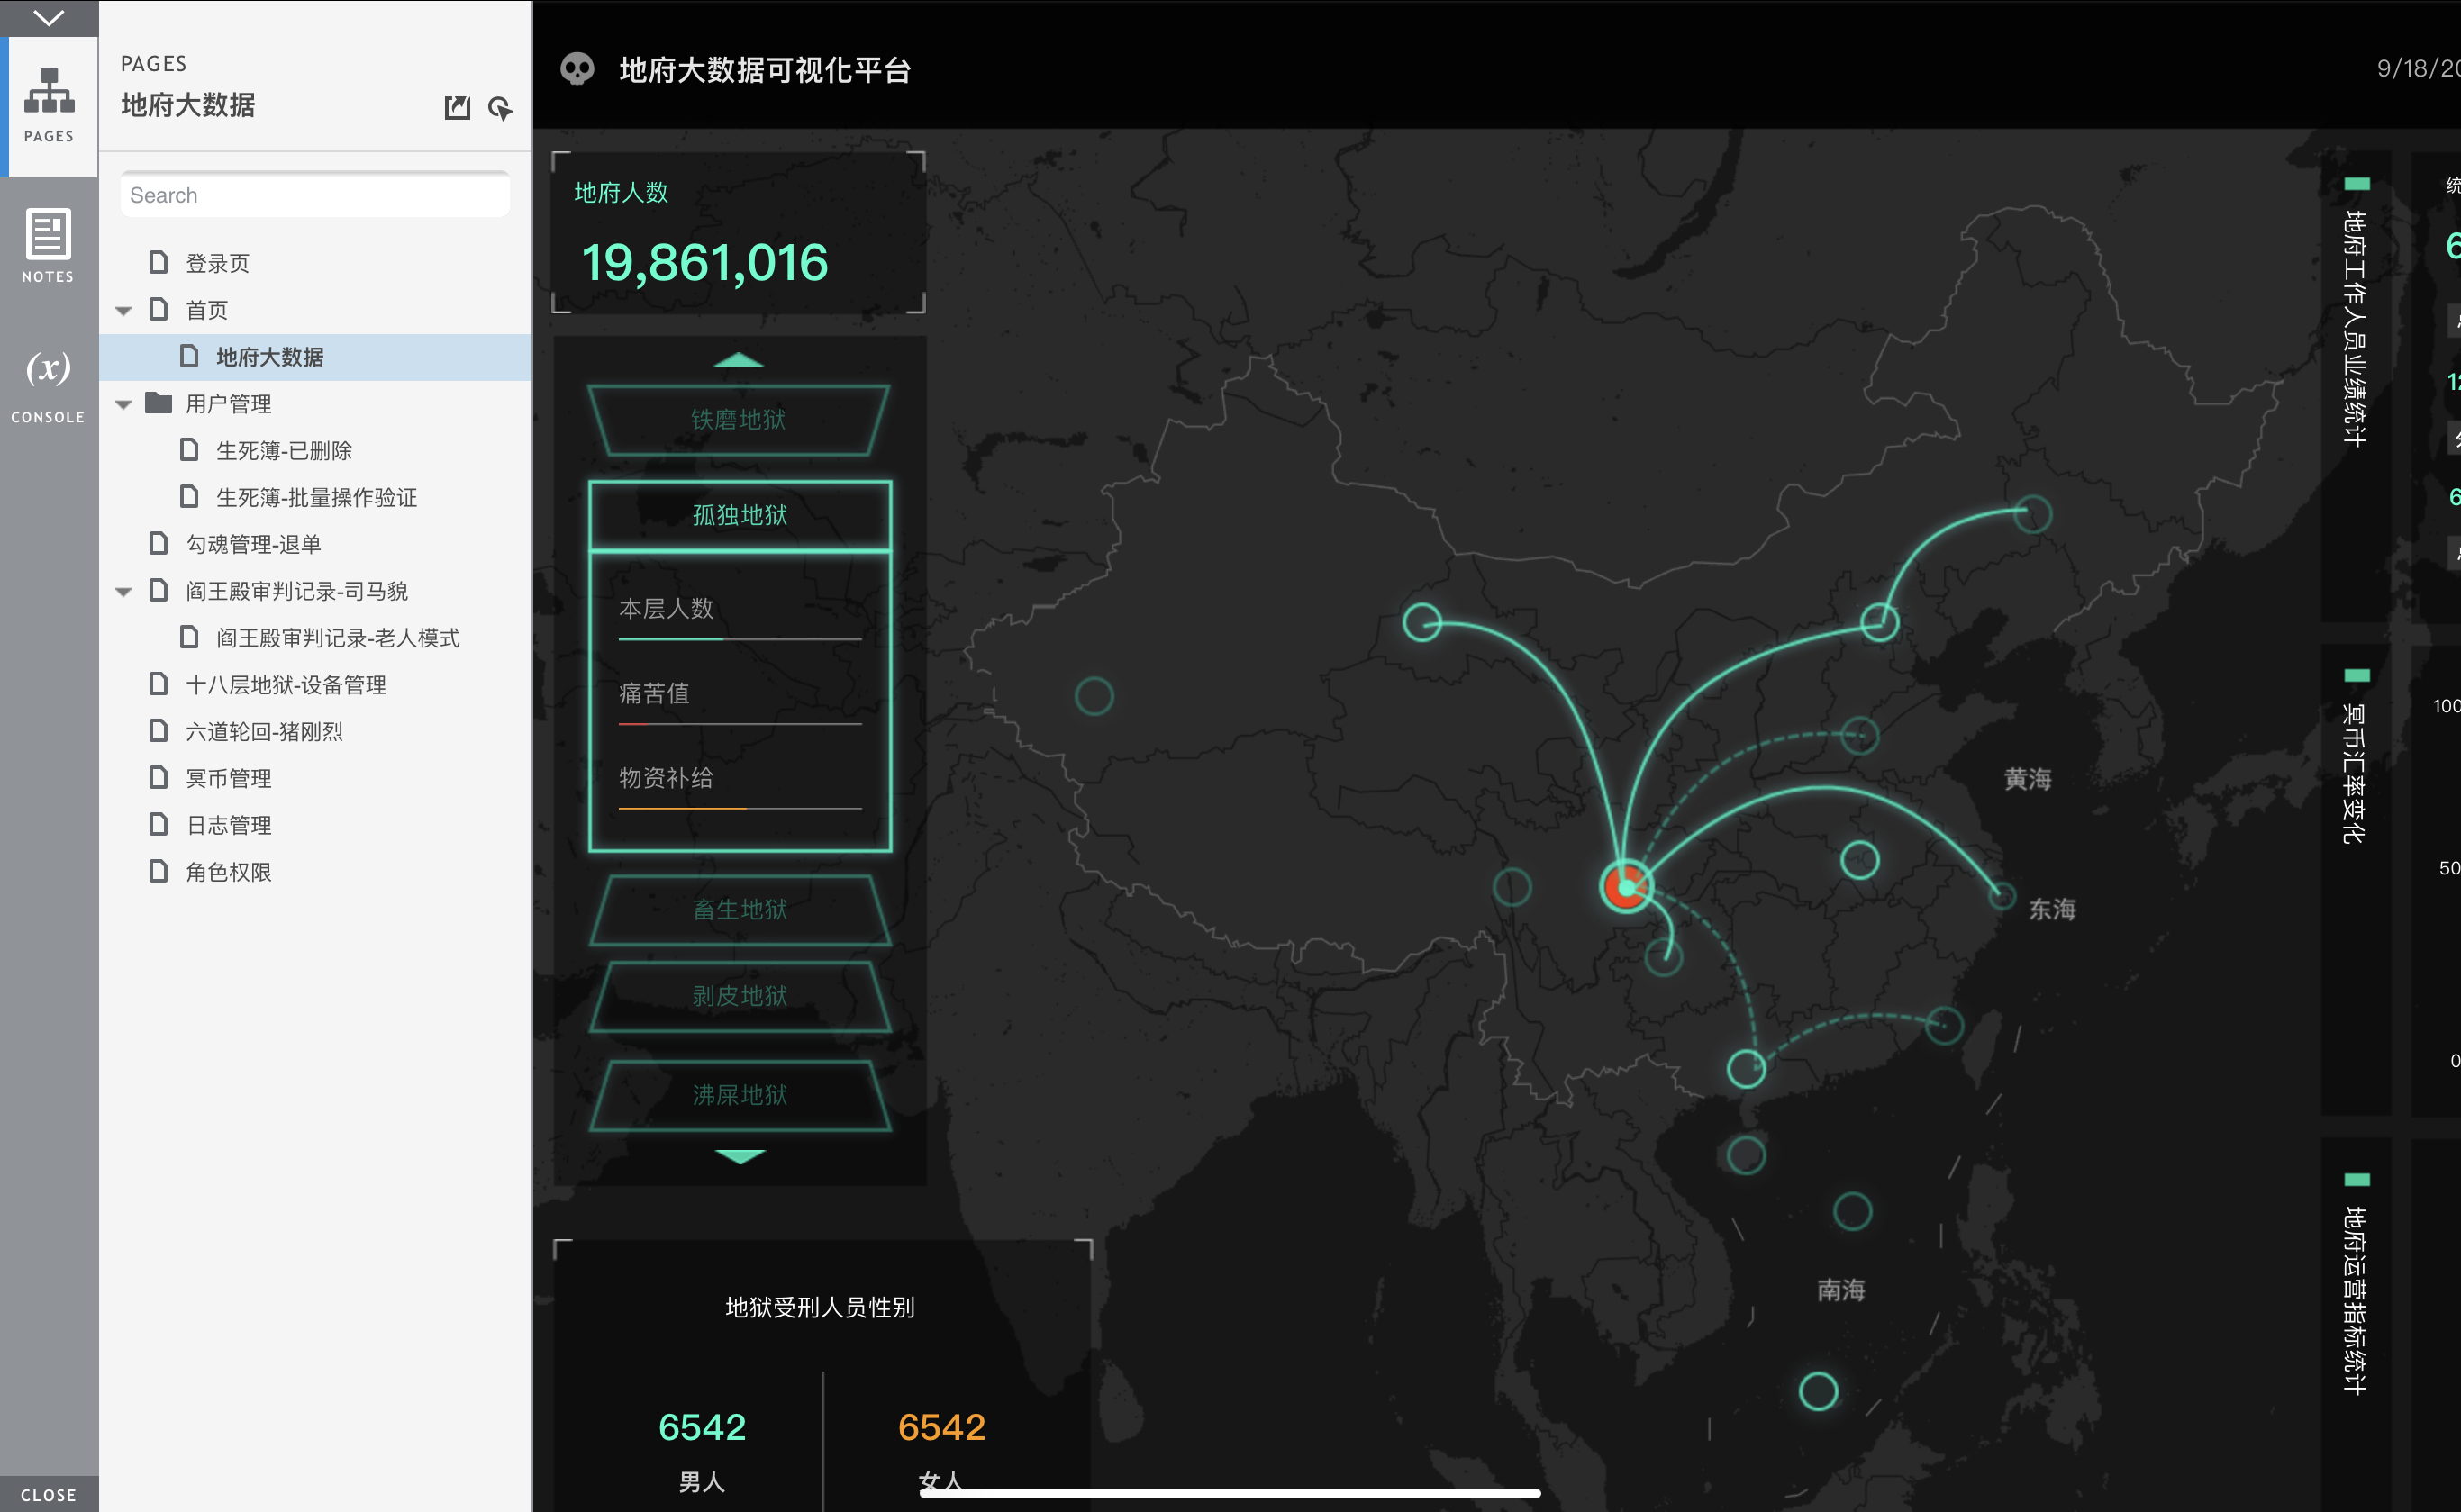 PAGES
NOTES
(x)
CONSOLE
CLOSE
PAGES
地府大数据
Search
登录页
首页
地府大数据
用户管理
生死簿-已删除
生死簿-批量操作验证
勾魂管理-退单
阎王殿审判记录-司马貌
阎王殿审判记录-老人模式
十八层地狱-设备管理
六道轮回-猪刚烈
冥币管理
日志管理
角色权限
地府大数据可视化平台
9/18/20
地府人数
19,861,016
铁磨地狱
孤独地狱
本层人数
痛苦值
物资补给
畜生地狱
剥皮地狱
沸屎地狱
地狱受刑人员性别
6542
男人
6542
女人
黄海
东海
南海
地府工作人员业绩统计
冥币汇率变化
100
50
0
地府运营指标统计